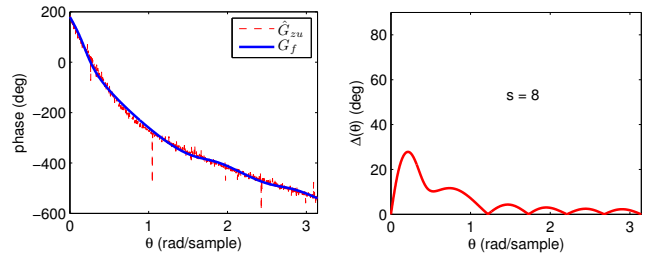 200
0
−200
−400
−600
phase (deg)
0 1 2 3
θ (rad/sample)
Ĝzu
Gf
80
60
40
20
0
Δ(θ) (deg)
s = 8
0 1 2 3
θ (rad/sample)